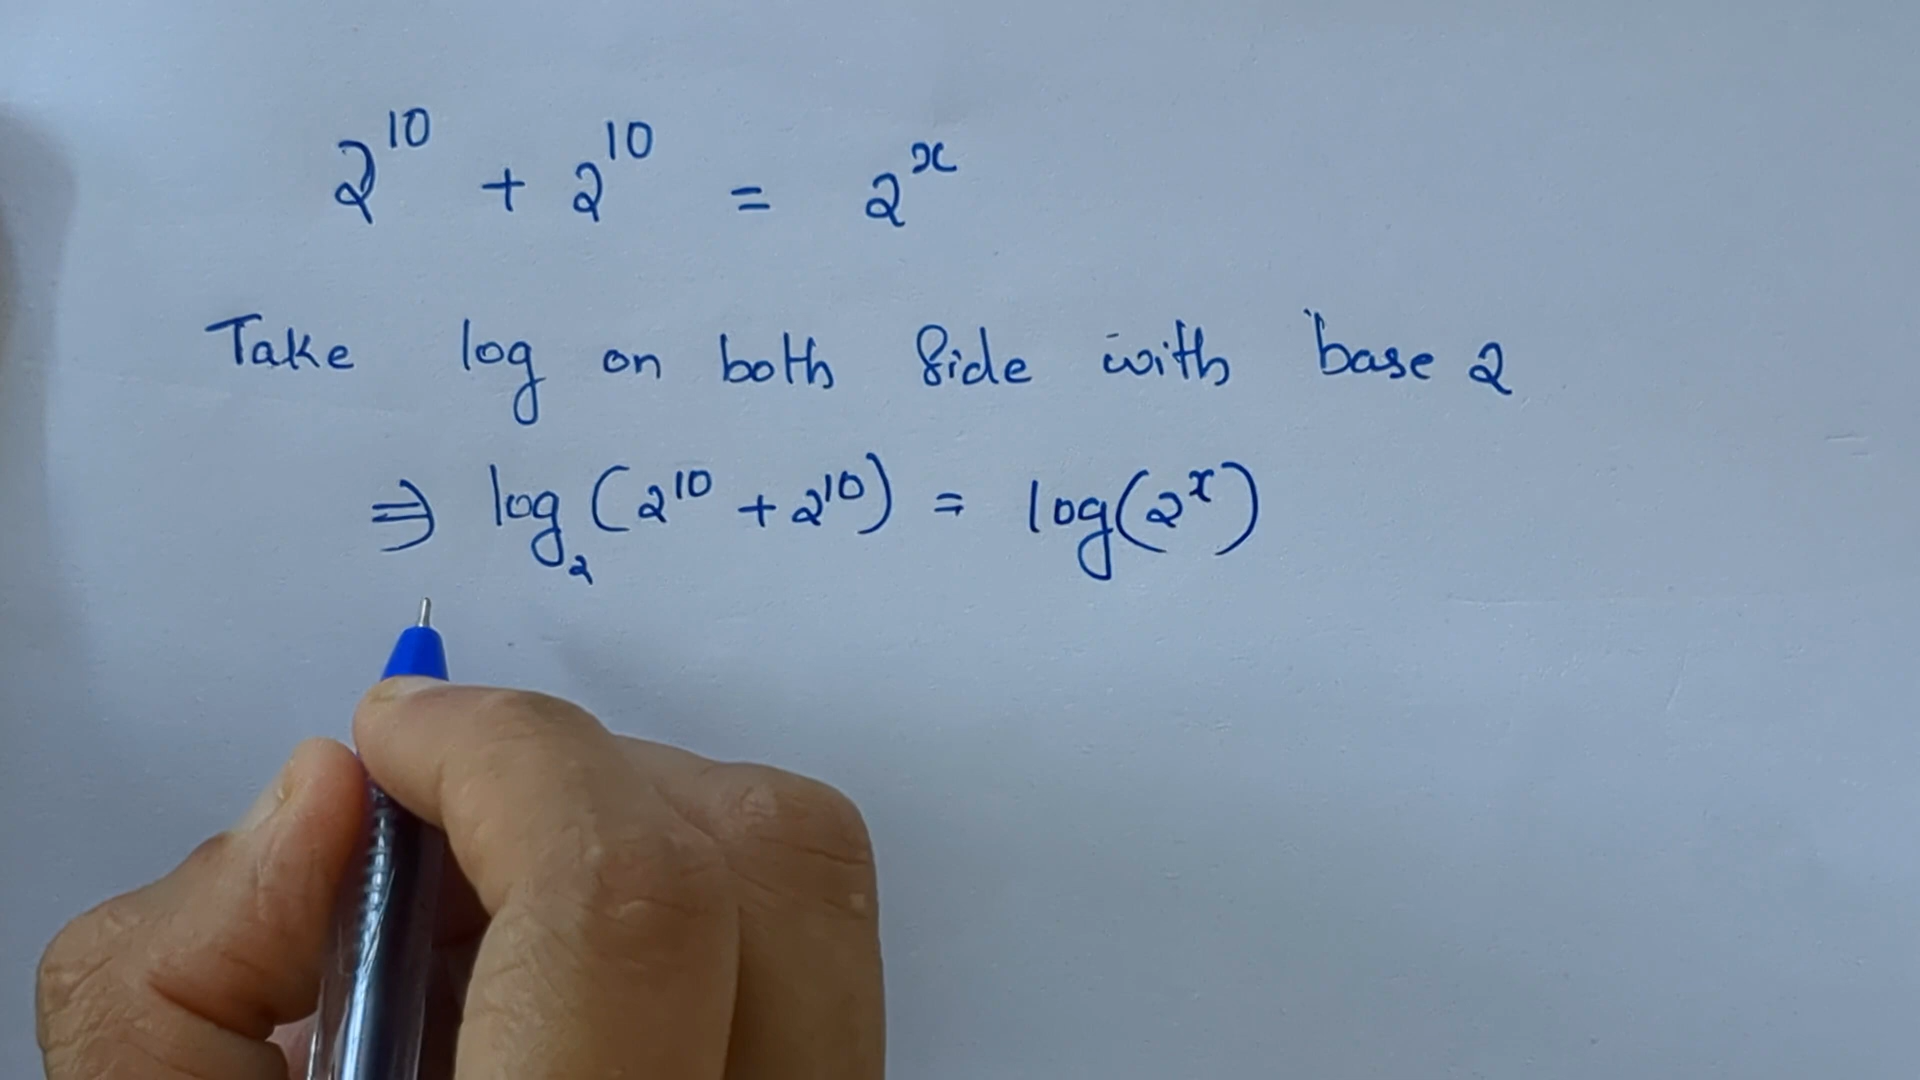 2^10 + 2^10 = 2^x
Take log on both side with base 2
⇒ log_2 (2^10 + 2^10) = log(2^x)